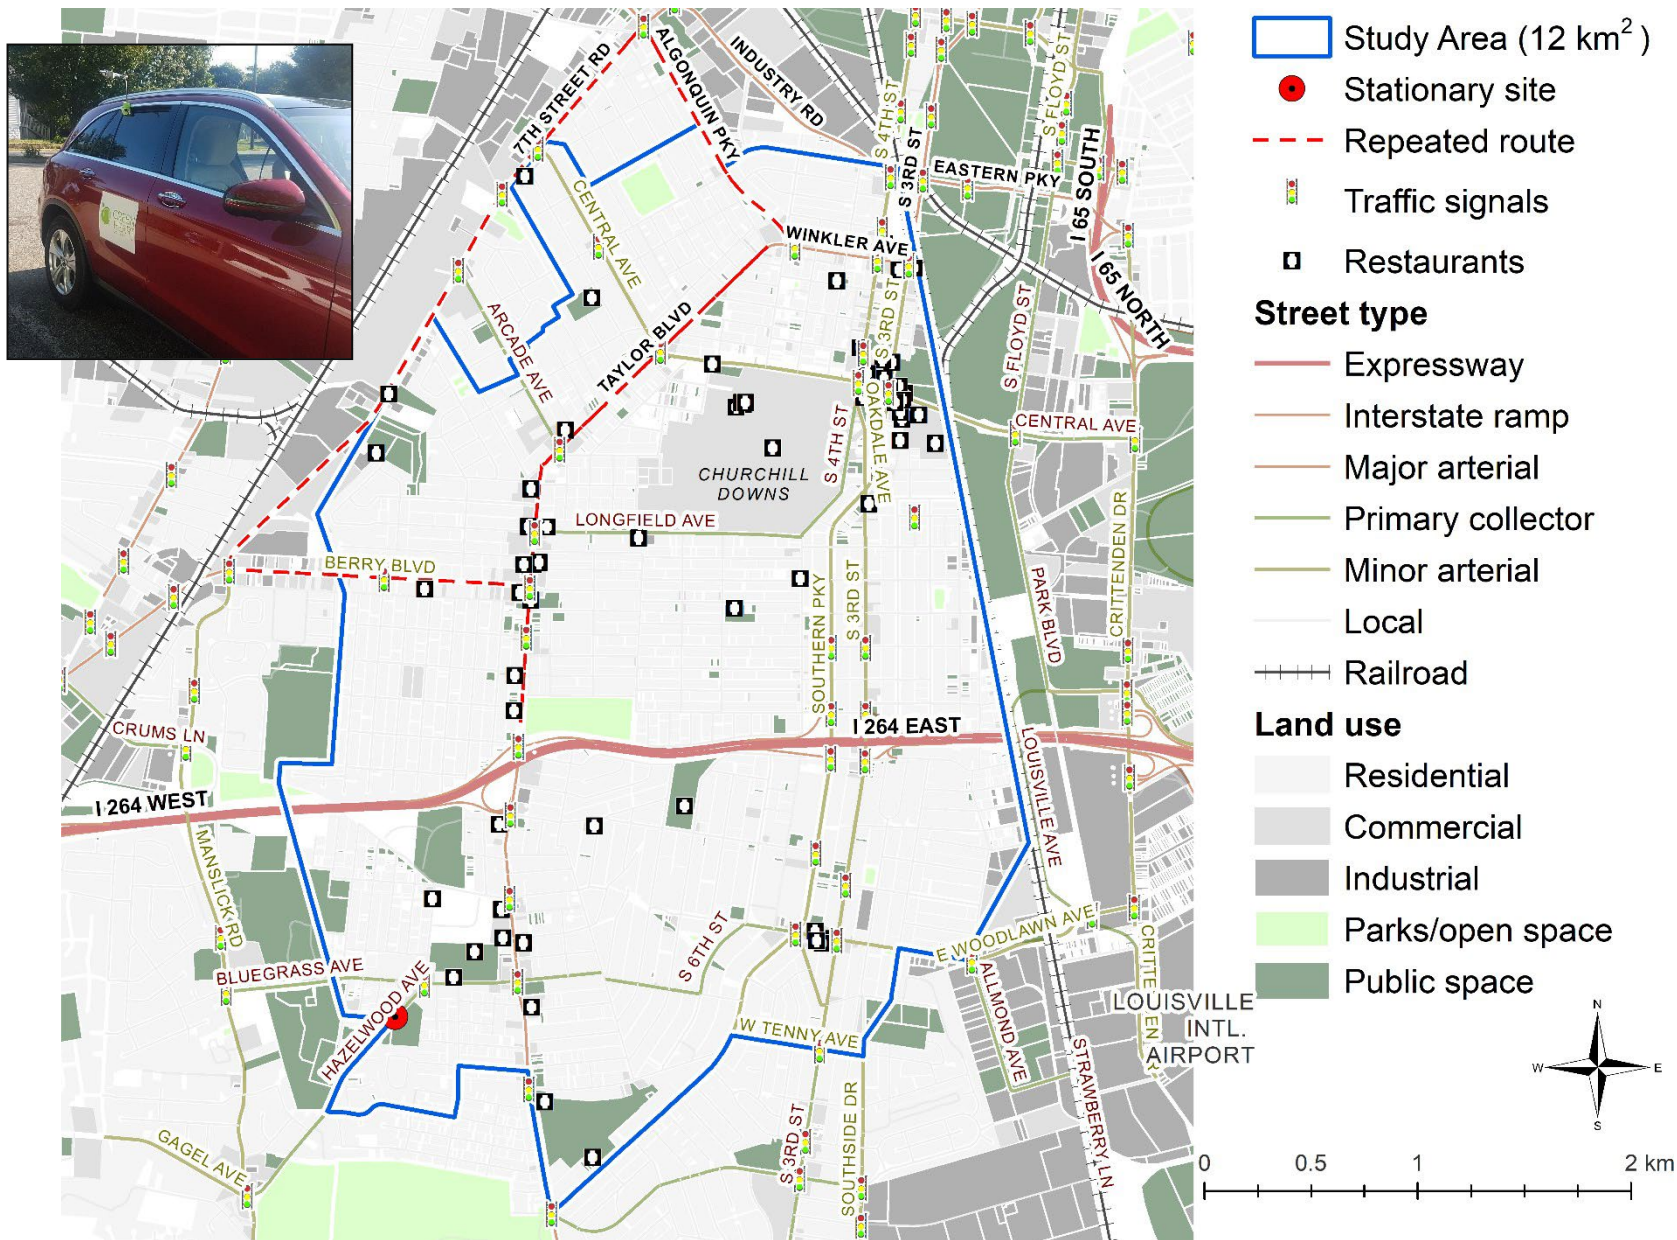 7TH STREET RD
ALGONQUIN PKY
INDUSTRY RD
S 4TH ST
S 3RD ST
S FLOYD ST
EASTERN PKY
I 65 SOUTH
I 65 NORTH
CENTRAL AVE
WINKLER AVE
ARCADE AVE
TAYLOR BLVD
S 3RD ST
S FLOYD ST
OAKDALE AVE
S 4TH ST
CENTRAL AVE
CHURCHILL
DOWNS
LONGFIELD AVE
BERRY BLVD
CRITTENDEN DR
PARK BLVD
SOUTHERN PKY
S 3RD ST
CRUMS LN
I 264 EAST
I 264 WEST
LOUISVILLE AVE
MANSLICK RD
BLUEGRASS AVE
HAZELWOOD AVE
S 6TH ST
E WOODLAWN AVE
ALLMOND AVE
LOUISVILLE
INTL.
AIRPORT
W TENNY AVE
STRAWBERRY LN
S 3RD ST
SOUTHSIDE DR
GAGEL AVE
Study Area (12 km²)
Stationary site
Repeated route
Traffic signals
Restaurants
Street type
Expressway
Interstate ramp
Major arterial
Primary collector
Minor arterial
Local
Railroad
Land use
Residential
Commercial
Industrial
Parks/open space
Public space
N
W E
S
0 0.5 1 2 km